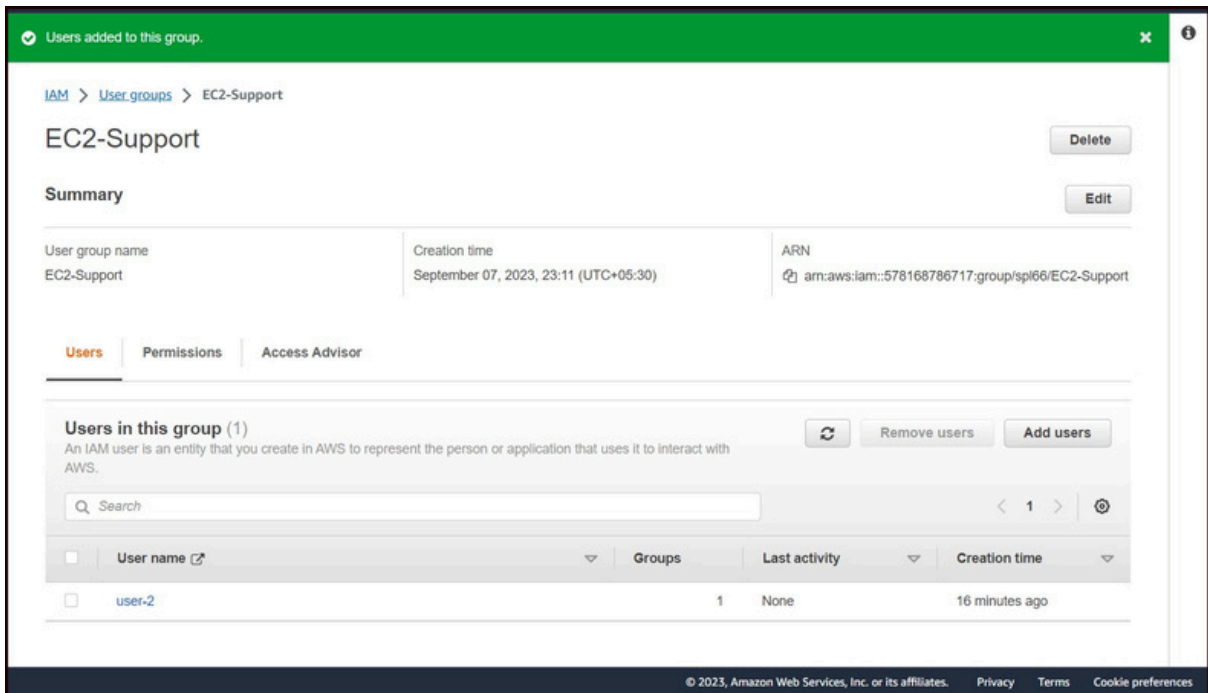 Users added to this group.
IAM > User groups > EC2-Support
EC2-Support
Delete
Summary
Edit
User group name
EC2-Support
Creation time
September 07, 2023, 23:11 (UTC+05:30)
ARN
arn:aws:iam::578168786717:group/spl66/EC2-Support
Users Permissions Access Advisor
Users in this group (1)
An IAM user is an entity that you create in AWS to represent the person or application that uses it to interact with
AWS.
Remove users Add users
Search
< 1 >
User name Groups Last activity Creation time
user-2 1 None 16 minutes ago
© 2023, Amazon Web Services, Inc. or its affiliates. Privacy Terms Cookie preferences